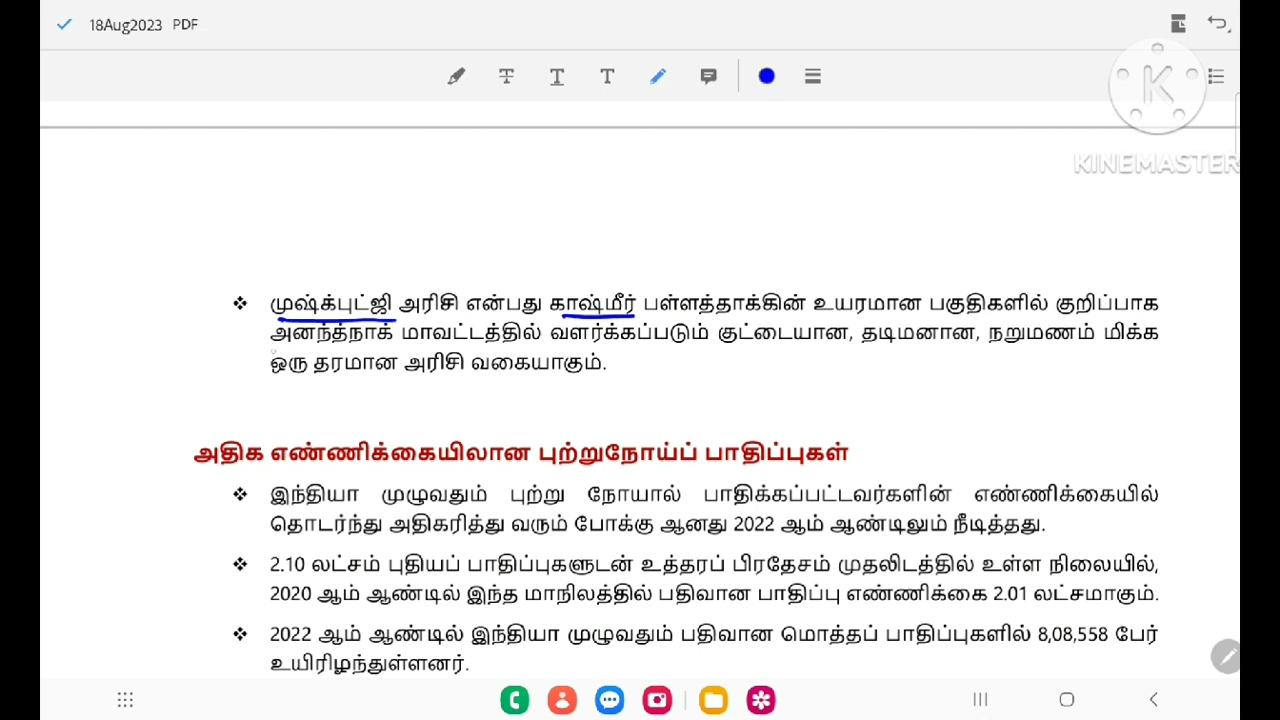 18Aug2023 PDF
KINEMASTER
❖ முஷ்க்புட்ஜி அரிசி என்பது காஷ்மீர் பள்ளத்தாக்கின் உயரமான பகுதிகளில் குறிப்பாக
அனந்த்நாக் மாவட்டத்தில் வளர்க்கப்படும் குட்டையான, தடிமனான, நறுமணம் மிக்க
ஒரு தரமான அரிசி வகையாகும்.
அதிக எண்ணிக்கையிலான புற்றுநோய்ப் பாதிப்புகள்
❖ இந்தியா முழுவதும் புற்று நோயால் பாதிக்கப்பட்டவர்களின் எண்ணிக்கையில்
தொடர்ந்து அதிகரித்து வரும் போக்கு ஆனது 2022 ஆம் ஆண்டிலும் நீடித்தது.
❖ 2.10 லட்சம் புதியப் பாதிப்புகளுடன் உத்தரப் பிரதேசம் முதலிடத்தில் உள்ள நிலையில்,
2020 ஆம் ஆண்டில் இந்த மாநிலத்தில் பதிவான பாதிப்பு எண்ணிக்கை 2.01 லட்சமாகும்.
❖ 2022 ஆம் ஆண்டில் இந்தியா முழுவதும் பதிவான மொத்தப் பாதிப்புகளில் 8,08,558 பேர்
உயிரிழந்துள்ளனர்.